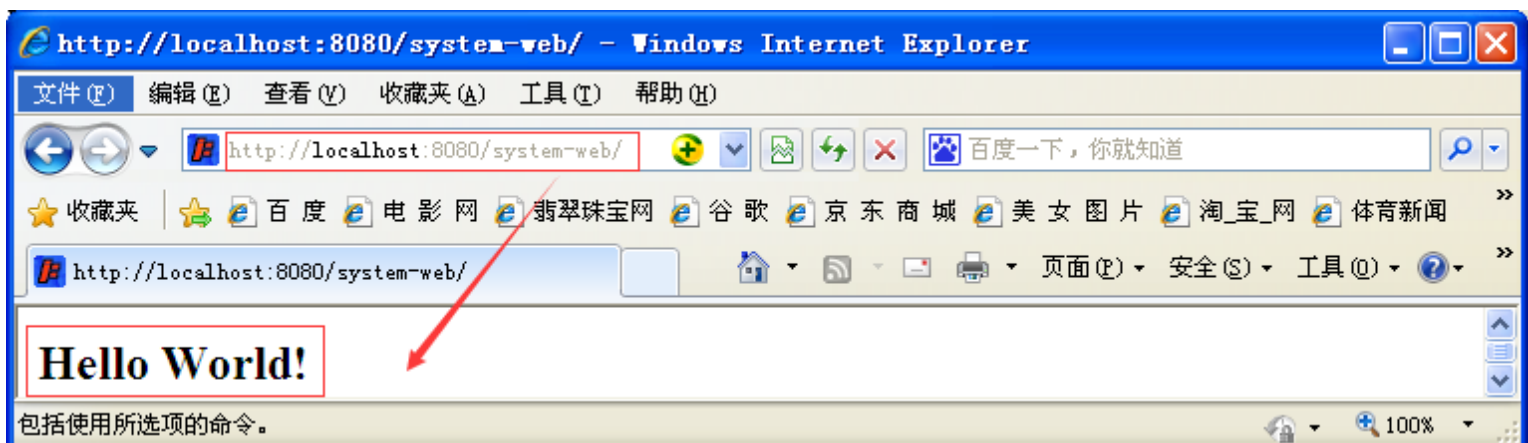 http://localhost:8080/system-web/ - Windows Internet Explorer
文件(F) 编辑(E) 查看(V) 收藏夹(A) 工具(T) 帮助(H)
http://localhost:8080/system-web/ 百度一下，你就知道
收藏夹 百 度 电 影 网 翡翠珠宝网 谷 歌 京 东 商 城 美 女 图 片 淘_宝_网 体育新闻 »
http://localhost:8080/system-web/ 页面(P) 安全(S) 工具(O) »
Hello World!
包括使用所选项的命令。 100%